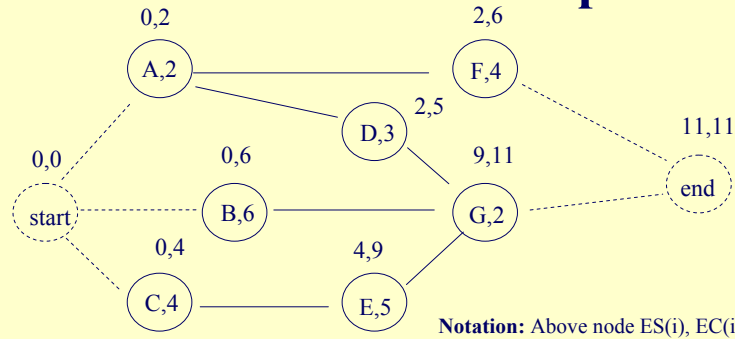 p
0,2
2,6
A,2
F,4
2,5
D,3
11,11
0,0
0,6
9,11
start
B,6
G,2
end
0,4
4,9
C,4
E,5
Notation: Above node ES(i), EC(i